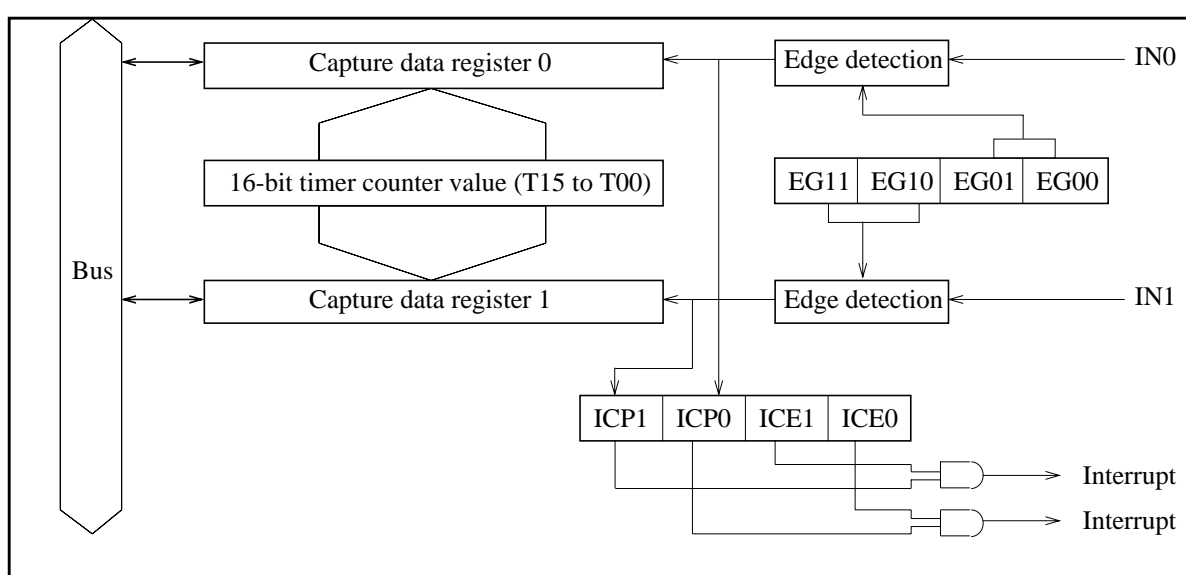 Capture data register 0
Edge detection
IN0
16-bit timer counter value (T15 to T00)
EG11 EG10 EG01 EG00
Bus
Capture data register 1
Edge detection
IN1
ICP1 ICP0 ICE1 ICE0
Interrupt
Interrupt